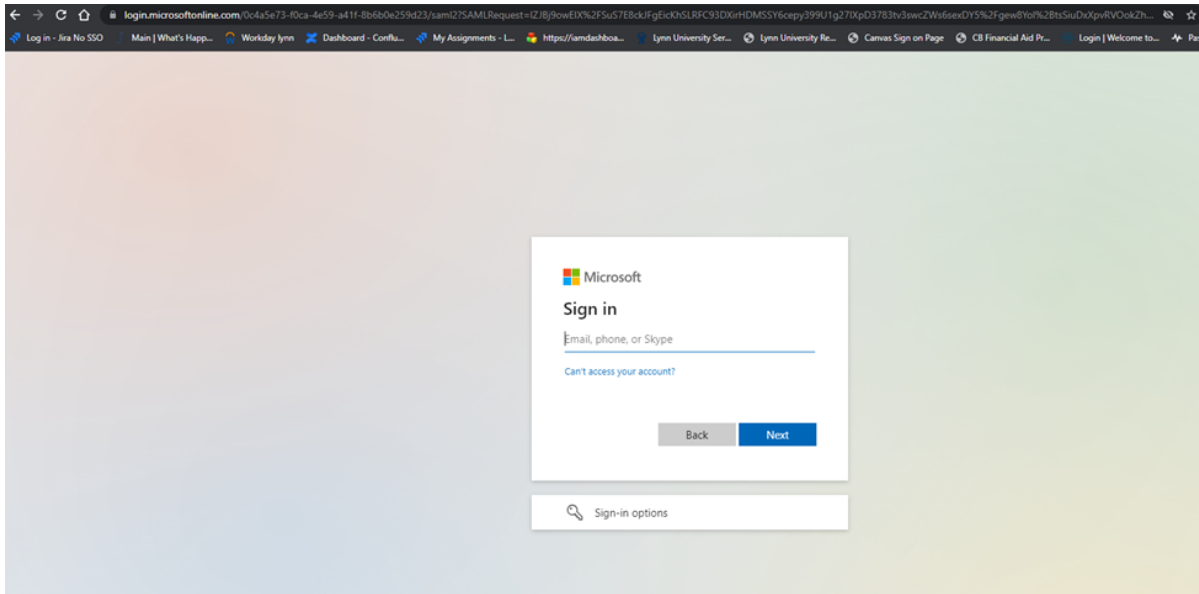 login.microsoftonline.com/0c4a5e73-f0ca-4e59-a41f-8b6b0e259d23/saml2?SAMLRequest=
Log in - Jira No SSO Main | What's Happ... Workday lynn Dashboard - Conflu... My Assignments - L... https://iamdashboa... Lynn University Ser... Lynn University Re... Canvas Sign on Page CB Financial Aid Pr... Login | Welcome to...
Microsoft
Sign in
Email, phone, or Skype
Can't access your account?
Back Next
Sign-in options